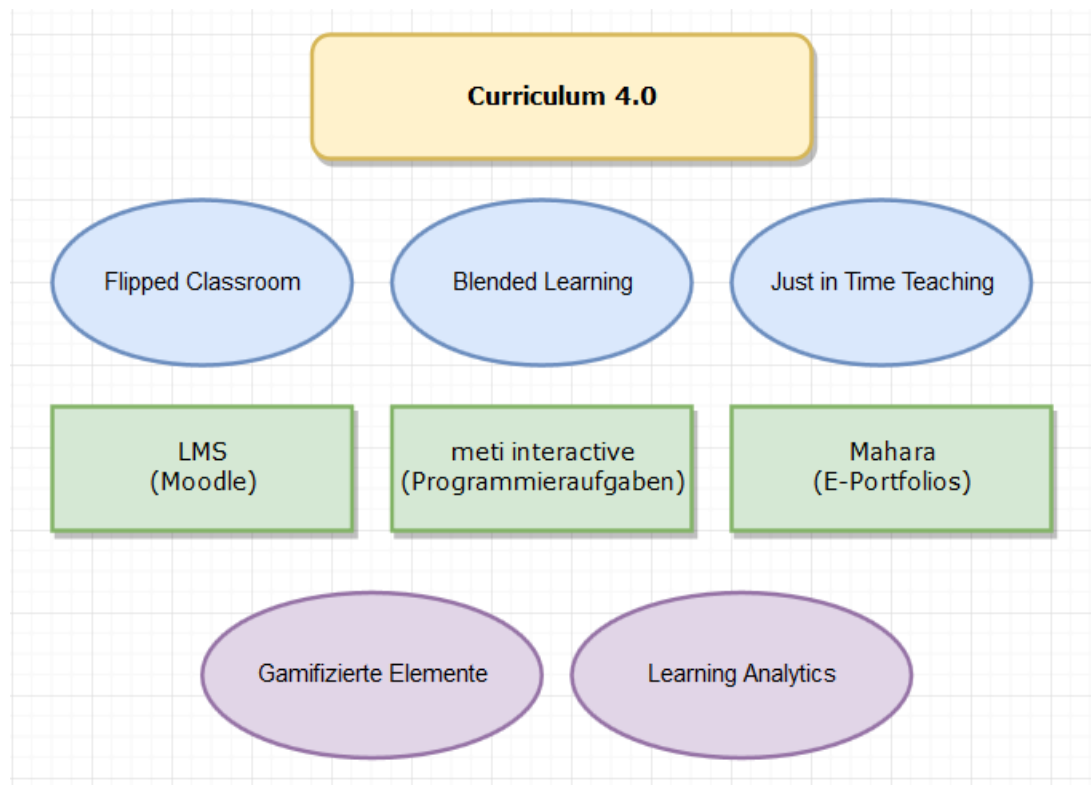 Curriculum 4.0
Flipped Classroom
Blended Learning
Just in Time Teaching
LMS
(Moodle)
meti interactive
(Programmieraufgaben)
Mahara
(E-Portfolios)
Gamifizierte Elemente
Learning Analytics